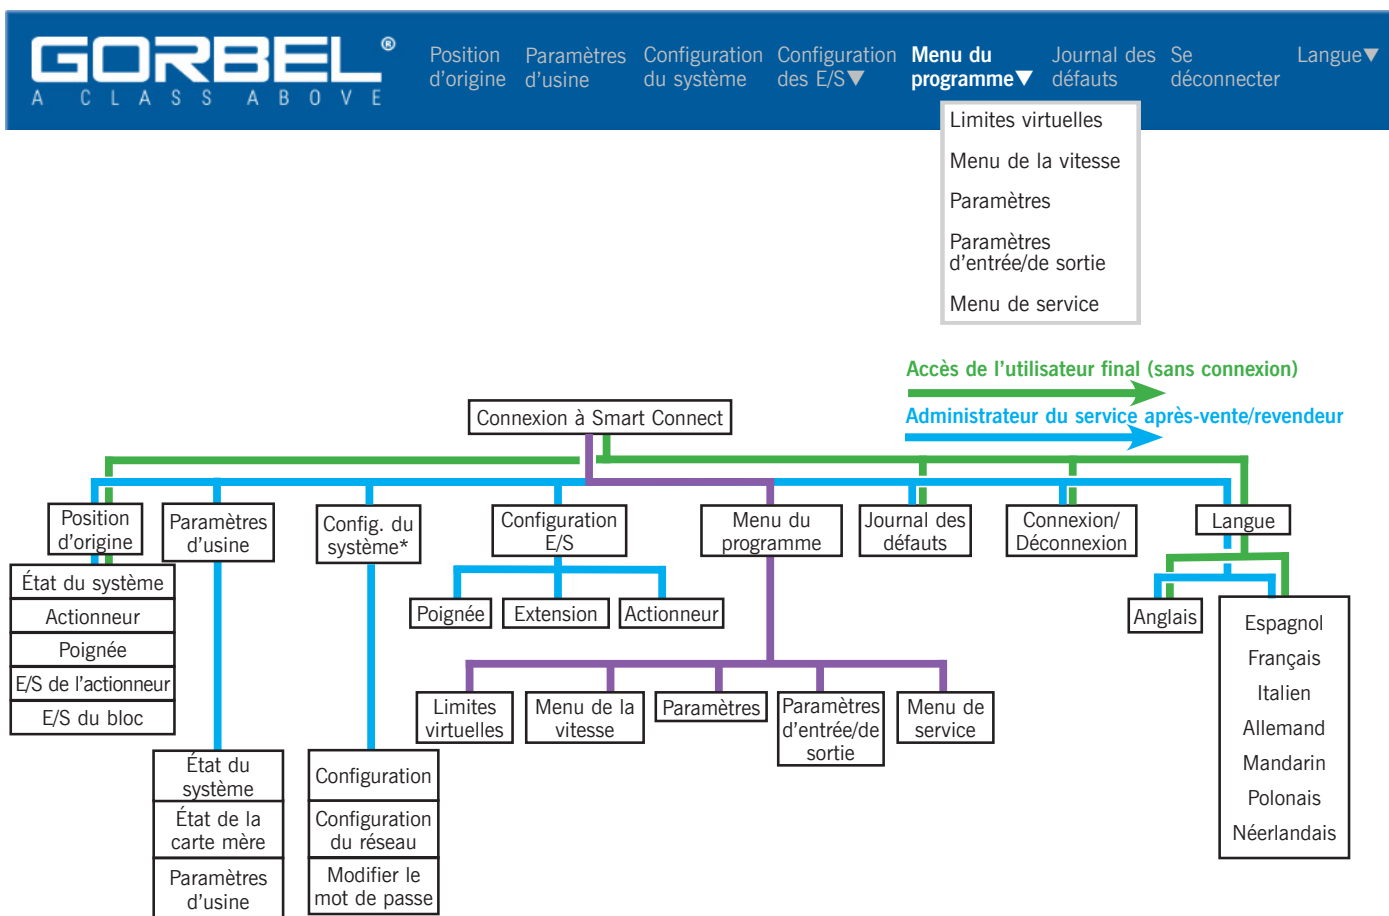 GORBEL®
A CLASS ABOVE
Position
d'origine
Paramètres
d'usine
Configuration
du système
Configuration
des E/S▼
Menu du
programme▼
Journal des
défauts
Se
déconnecter
Langue▼
Limites virtuelles
Menu de la vitesse
Paramètres
Paramètres
d'entrée/de sortie
Menu de service
Accès de l'utilisateur final (sans connexion)
Administrateur du service après-vente/revendeur
Connexion à Smart Connect
Position
d'origine
Paramètres
d'usine
Config. du
système*
Configuration
E/S
Menu du
programme
Journal des
défauts
Connexion/
Déconnexion
Langue
État du système
Actionneur
Poignée
E/S de l'actionneur
E/S du bloc
Poignée
Extension
Actionneur
Anglais
Espagnol
Français
Italien
Allemand
Mandarin
Polonais
Néerlandais
Limites
virtuelles
Menu de la
vitesse
Paramètres
Paramètres
d'entrée/de
sortie
Menu de
service
État du
système
État de la
carte mère
Paramètres
d'usine
Configuration
Configuration
du réseau
Modifier le
mot de passe